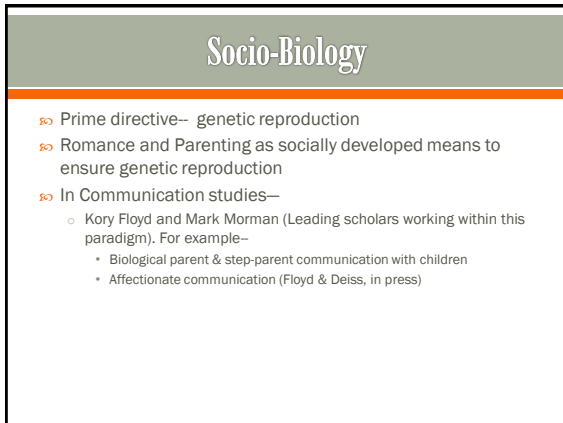 Socio-Biology
Prime directive-- genetic reproduction
Romance and Parenting as socially developed means to
ensure genetic reproduction
In Communication studies—
Kory Floyd and Mark Morman (Leading scholars working within this
paradigm). For example–
Biological parent & step-parent communication with children
Affectionate communication (Floyd & Deiss, in press)